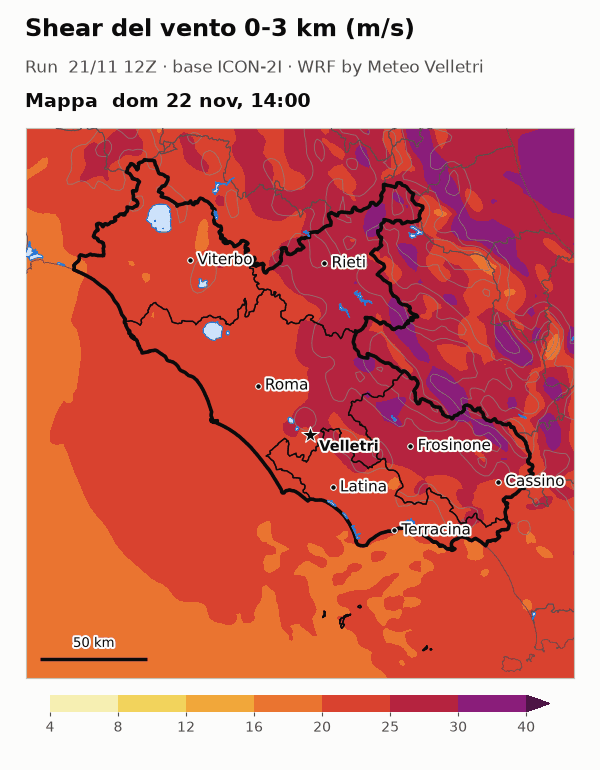 Shear del vento 0-3 km (m/s)
Run 21/11 12Z · base ICON-2I · WRF by Meteo Velletri
Mappa dom 22 nov, 14:00
Viterbo
Rieti
Roma
Velletri
Frosinone
Latina
Cassino
Terracina
50 km
4 8 12 16 20 25 30 40